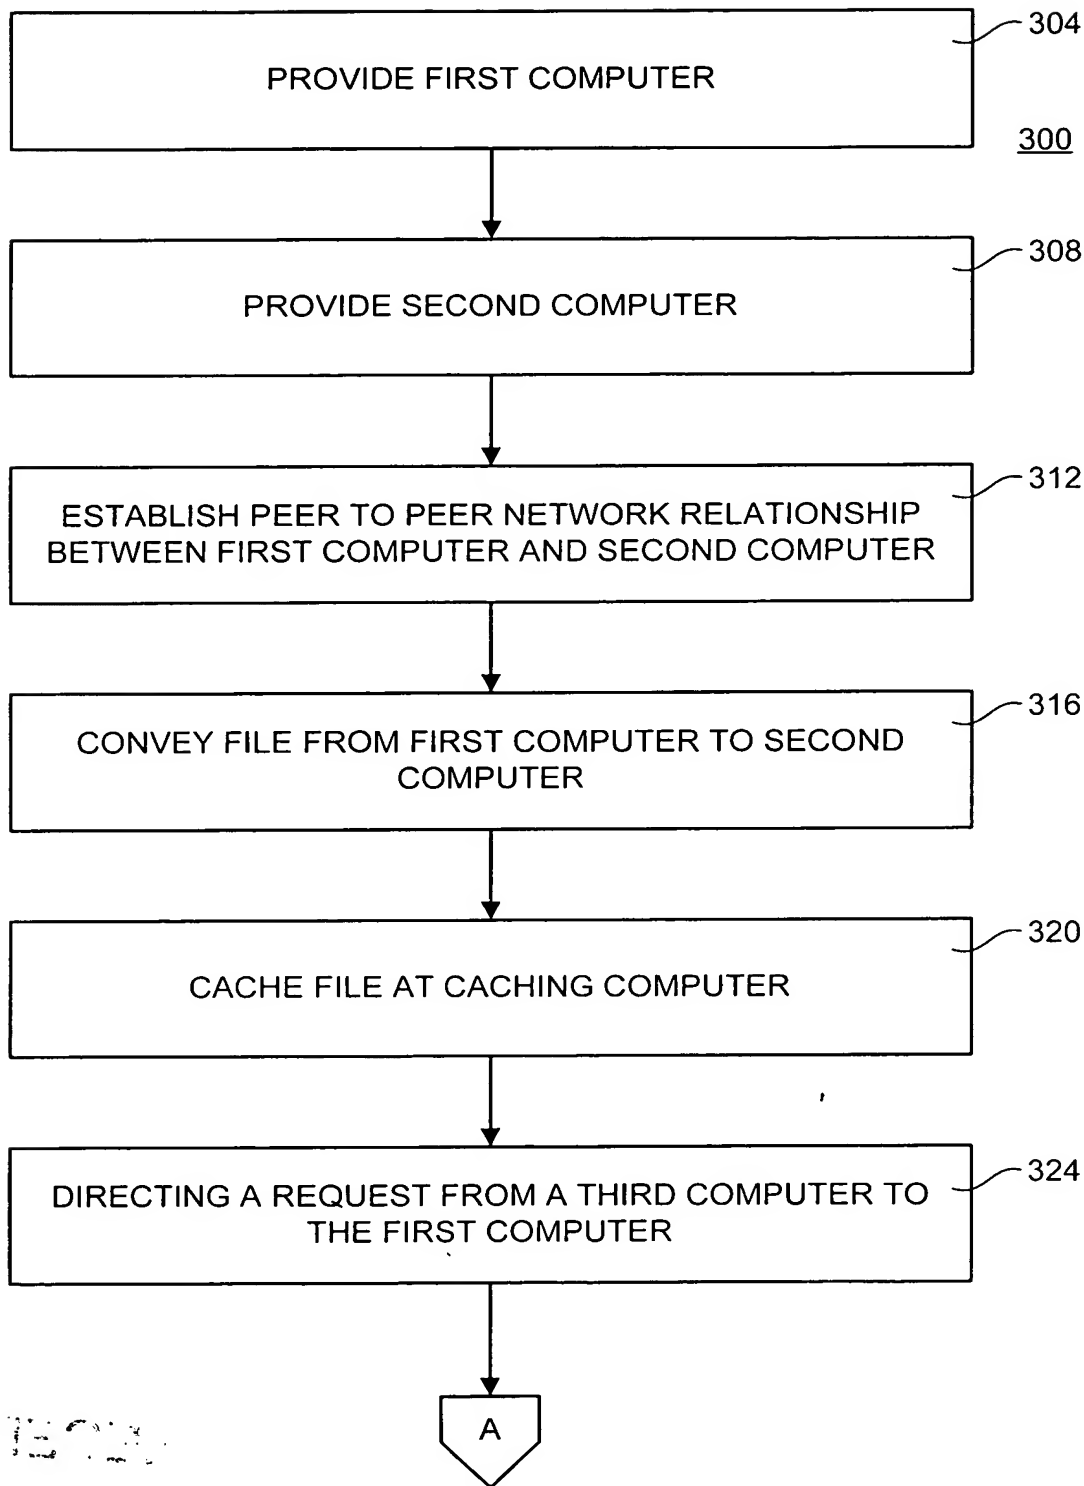 PROVIDE FIRST COMPUTER
304
300
PROVIDE SECOND COMPUTER
308
ESTABLISH PEER TO PEER NETWORK RELATIONSHIP
BETWEEN FIRST COMPUTER AND SECOND COMPUTER
312
CONVEY FILE FROM FIRST COMPUTER TO SECOND
COMPUTER
316
CACHE FILE AT CACHING COMPUTER
320
DIRECTING A REQUEST FROM A THIRD COMPUTER TO
THE FIRST COMPUTER
324
A